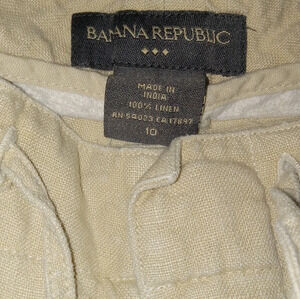 BANANA REPUBLIC
MADE IN
INDIA
100% LINEN
RN 54023 CA 17897
10